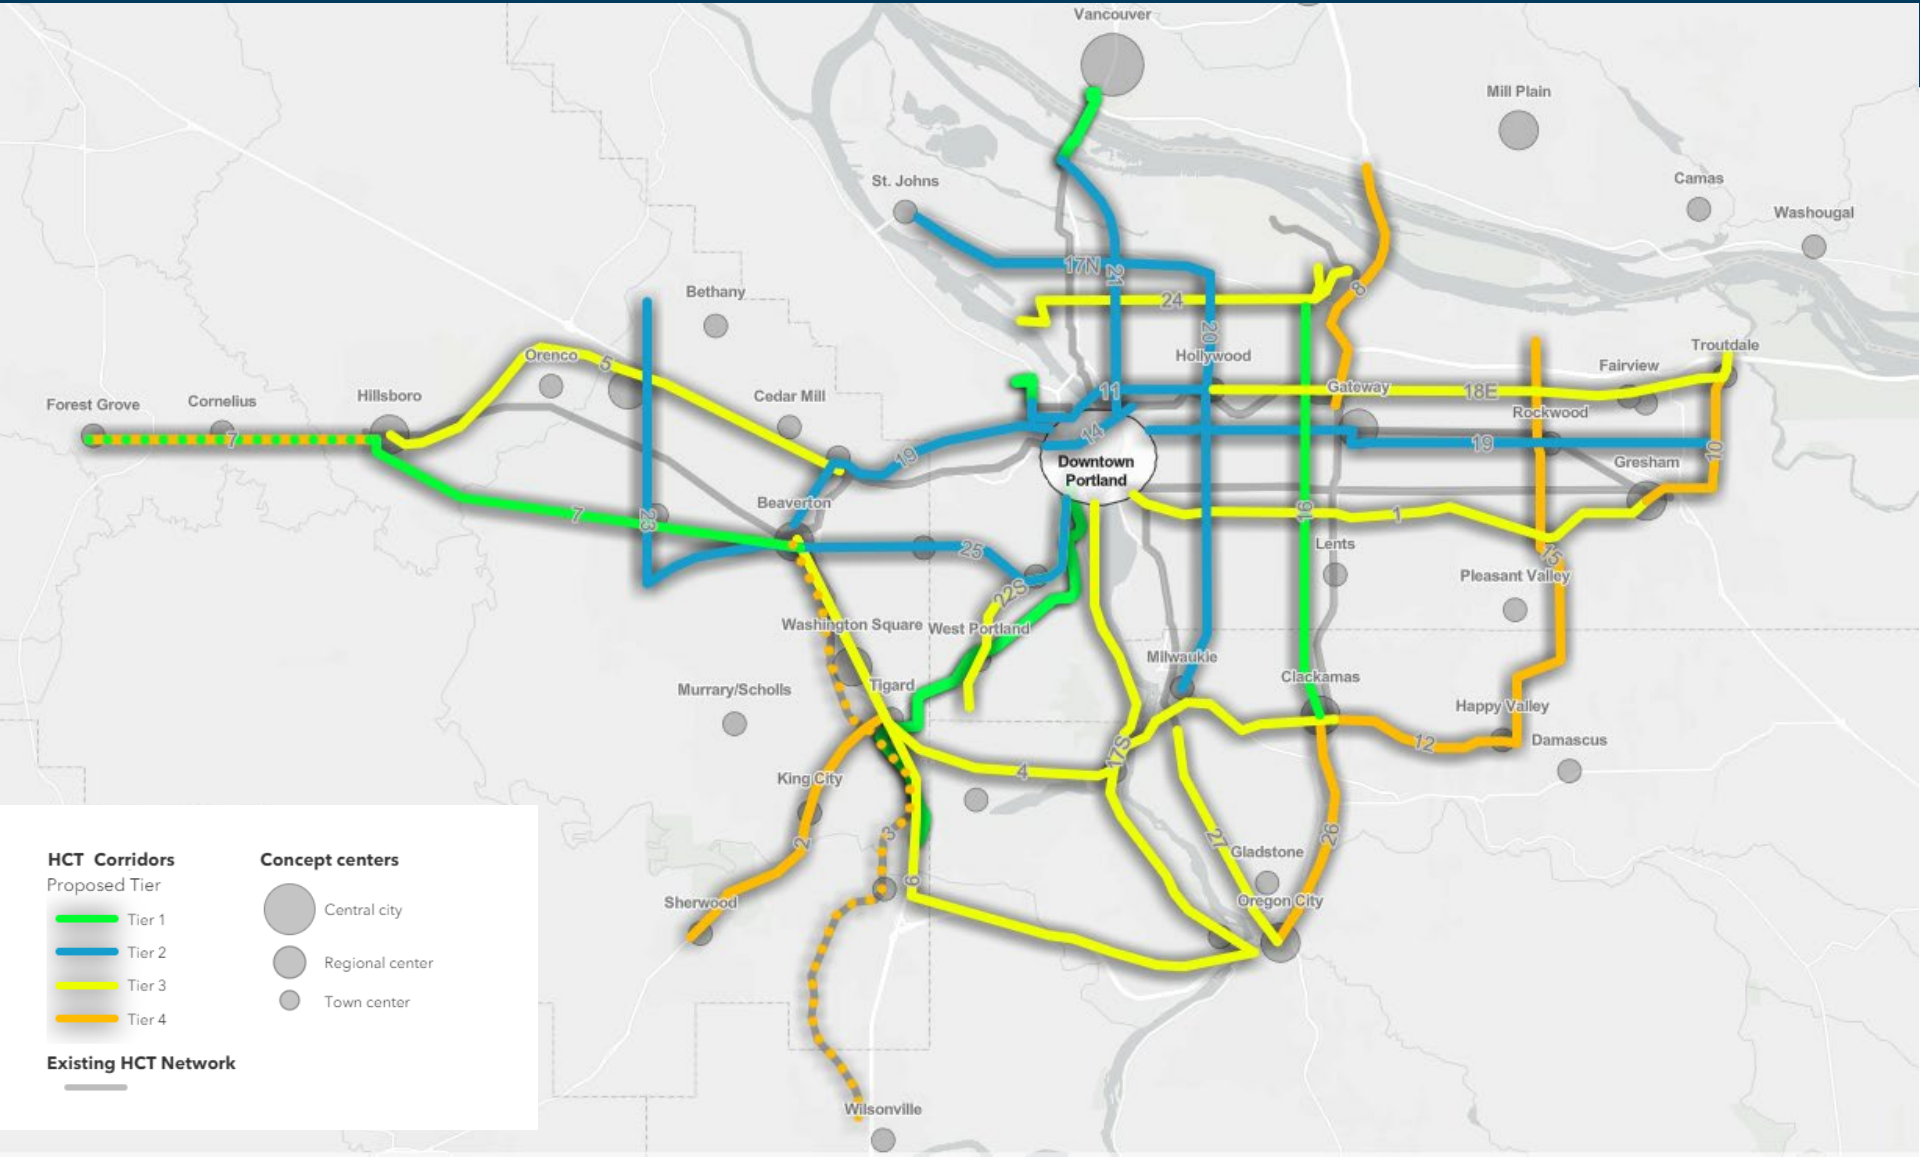 Vancouver
Mill Plain
St. Johns
Camas
Washougal
17N
21
Bethany
8
24
20
Orenco
5
Hollywood
Troutdale
Fairview
Forest Grove
Cornelius
Hillsboro
Cedar Mill
11
Gateway
18E
Rockwood
7
14
19
19
10
Downtown
Portland
Gresham
Beaverton
7
23
16
1
25
Lents
15
Pleasant Valley
22S
Washington Square
West Portland
Milwaukie
Clackamas
Murrary/Scholls
Tigard
Happy Valley
Damascus
12
17S
King City
4
2
3
27
26
Gladstone
6
Sherwood
Oregon City
Wilsonville
HCT Corridors
Proposed Tier
Tier 1
Tier 2
Tier 3
Tier 4
Existing HCT Network
Concept centers
Central city
Regional center
Town center